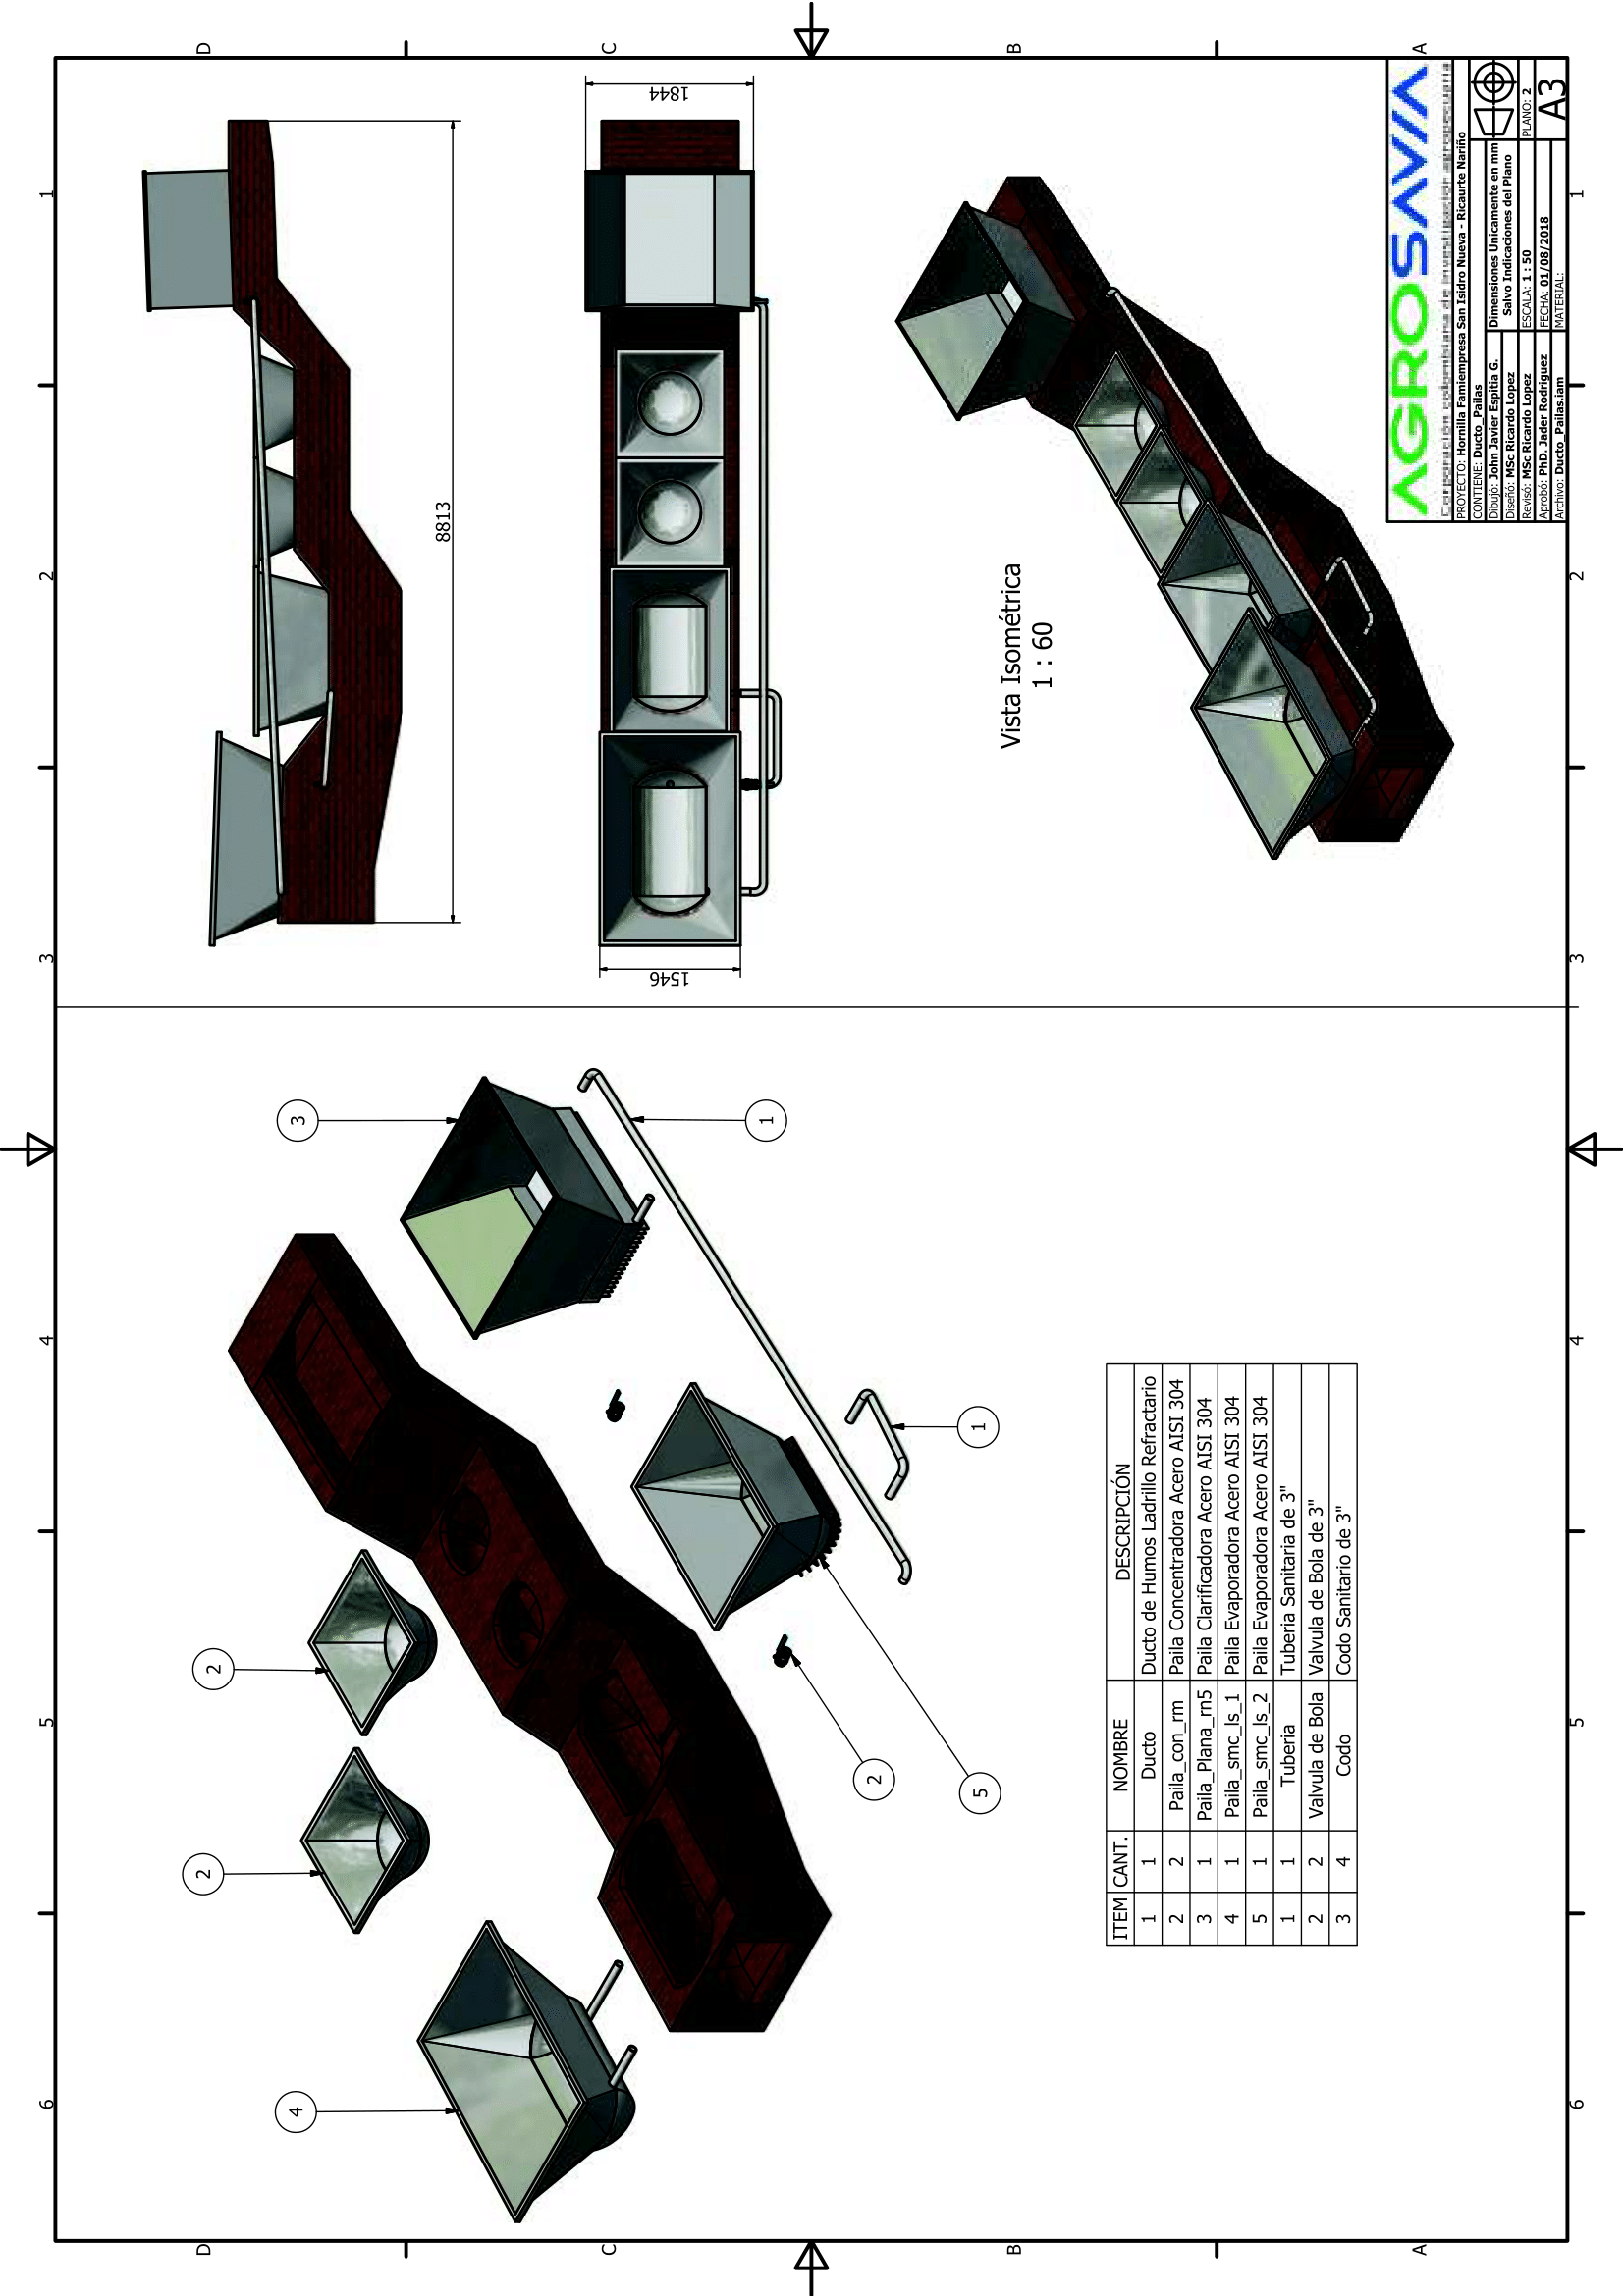 6
5
4
3
2
1
D
C
B
A
D
C
B
A
6
5
4
3
2
1
4
2
2
3
1
1
2
5
8813
1844
1546
Vista Isométrica
1 : 60
ITEM CANT. NOMBRE DESCRIPCIÓN
1 1 Ducto Ducto de Humos Ladrillo Refractario
2 2 Paila_con_rm Paila Concentradora Acero AISI 304
3 1 Paila_Plana_rn5 Paila Clarificadora Acero AISI 304
4 1 Paila_smc_ls_1 Paila Evaporadora Acero AISI 304
5 1 Paila_smc_ls_2 Paila Evaporadora Acero AISI 304
1 1 Tuberia Tuberia Sanitaria de 3"
2 2 Valvula de Bola Valvula de Bola de 3"
3 4 Codo Codo Sanitario de 3"
AGROSAVIA
Corporación colombiana de investigación agropecuaria
PROYECTO: Hornilla Famiempresa San Isidro Nueva - Ricaurte Nariño
CONTIENE: Ducto_Pailas
Dibujó: John Javier Espitia G.
Dimensiones Unicamente en mm
Salvo Indicaciones del Plano
Diseñó: MSc Ricardo Lopez
Revisó: MSc Ricardo Lopez
ESCALA: 1 : 50
PLANO: 2
Aprobó: PhD. Jader Rodriguez
FECHA: 01/08/2018
A3
Archivo: Ducto_Pailas.iam
MATERIAL: